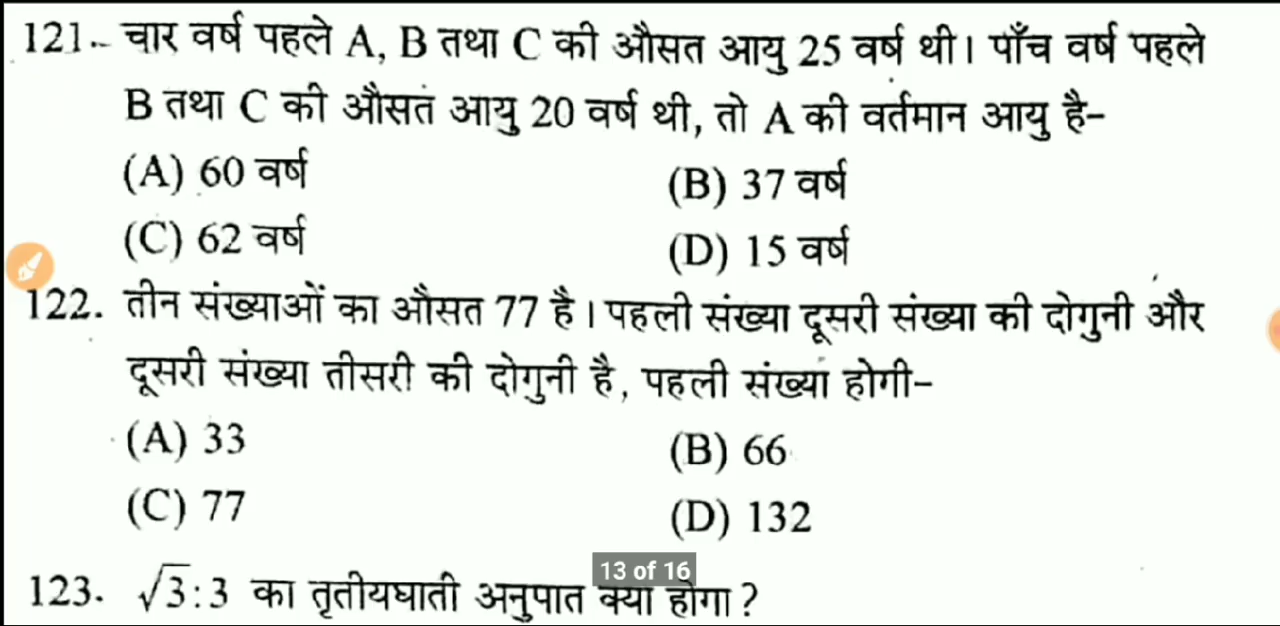 121. चार वर्ष पहले A, B तथा C की औसत आयु 25 वर्ष थी। पाँच वर्ष पहले
B तथा C की औसत आयु 20 वर्ष थी, तो A की वर्तमान आयु है–
(A) 60 वर्ष (B) 37 वर्ष
(C) 62 वर्ष (D) 15 वर्ष
122. तीन संख्याओं का औसत 77 है। पहली संख्या दूसरी संख्या की दोगुनी और
दूसरी संख्या तीसरी की दोगुनी है, पहली संख्या होगी–
(A) 33 (B) 66
(C) 77 (D) 132
13 of 16
123. √3:3 का तृतीयघाती अनुपात क्या होगा?